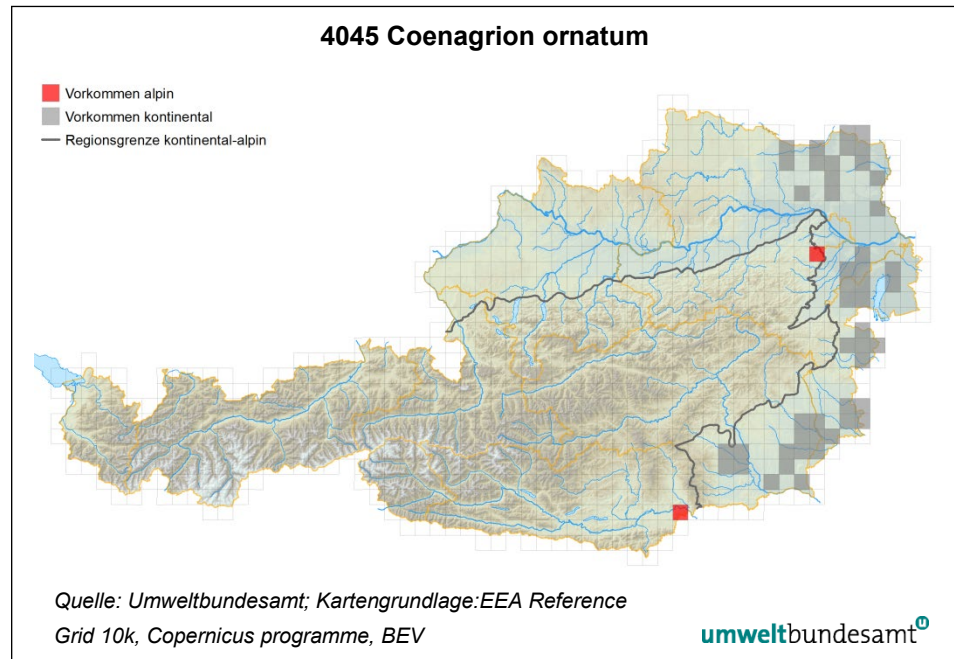 4045 Coenagrion ornatum
Vorkommen alpin
Vorkommen kontinental
Regionsgrenze kontinental-alpin
Quelle: Umweltbundesamt; Kartengrundlage:EEA Reference
Grid 10k, Copernicus programme, BEV
umweltbundesamt